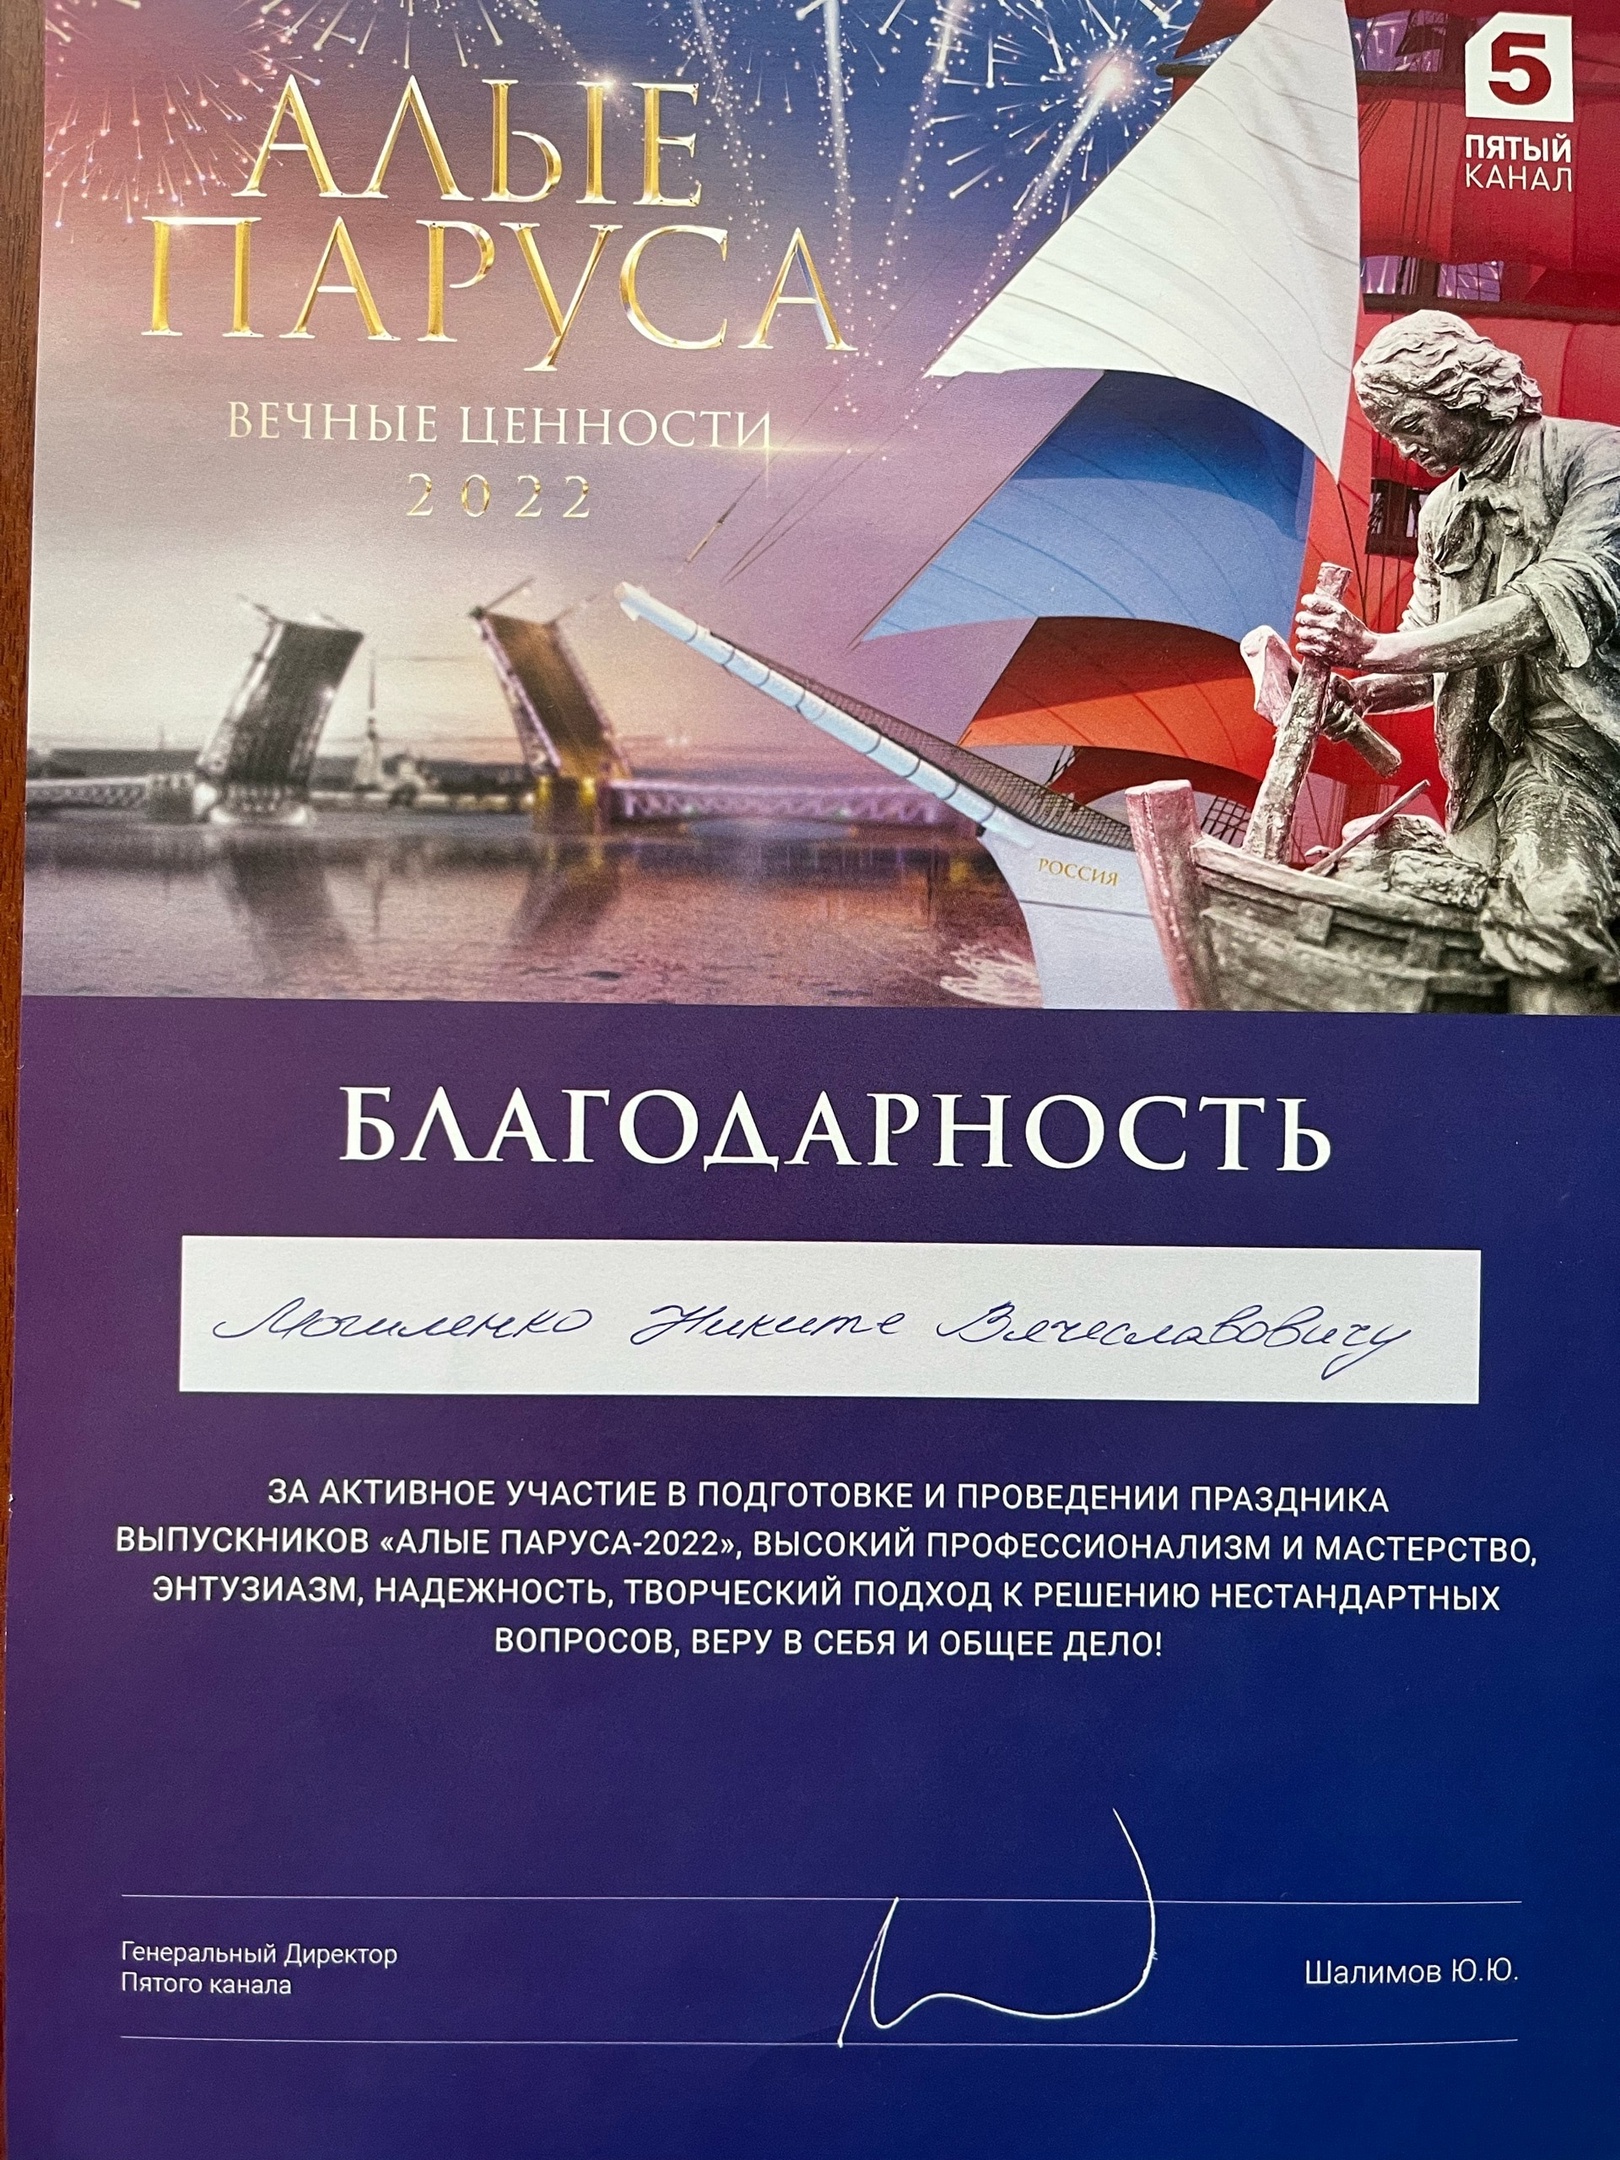 АЛЫЕ
ПАРУСА
ВЕЧНЫЕ ЦЕННОСТИ
2022
5
ПЯТЫЙ
КАНАЛ
РОССИЯ
БЛАГОДАРНОСТЬ
Никите Вячеславовичу
ЗА АКТИВНОЕ УЧАСТИЕ В ПОДГОТОВКЕ И ПРОВЕДЕНИИ ПРАЗДНИКА
ВЫПУСКНИКОВ «АЛЫЕ ПАРУСА-2022», ВЫСОКИЙ ПРОФЕССИОНАЛИЗМ И МАСТЕРСТВО,
ЭНТУЗИАЗМ, НАДЕЖНОСТЬ, ТВОРЧЕСКИЙ ПОДХОД К РЕШЕНИЮ НЕСТАНДАРТНЫХ
ВОПРОСОВ, ВЕРУ В СЕБЯ И ОБЩЕЕ ДЕЛО!
Генеральный Директор
Пятого канала
Шалимов Ю.Ю.